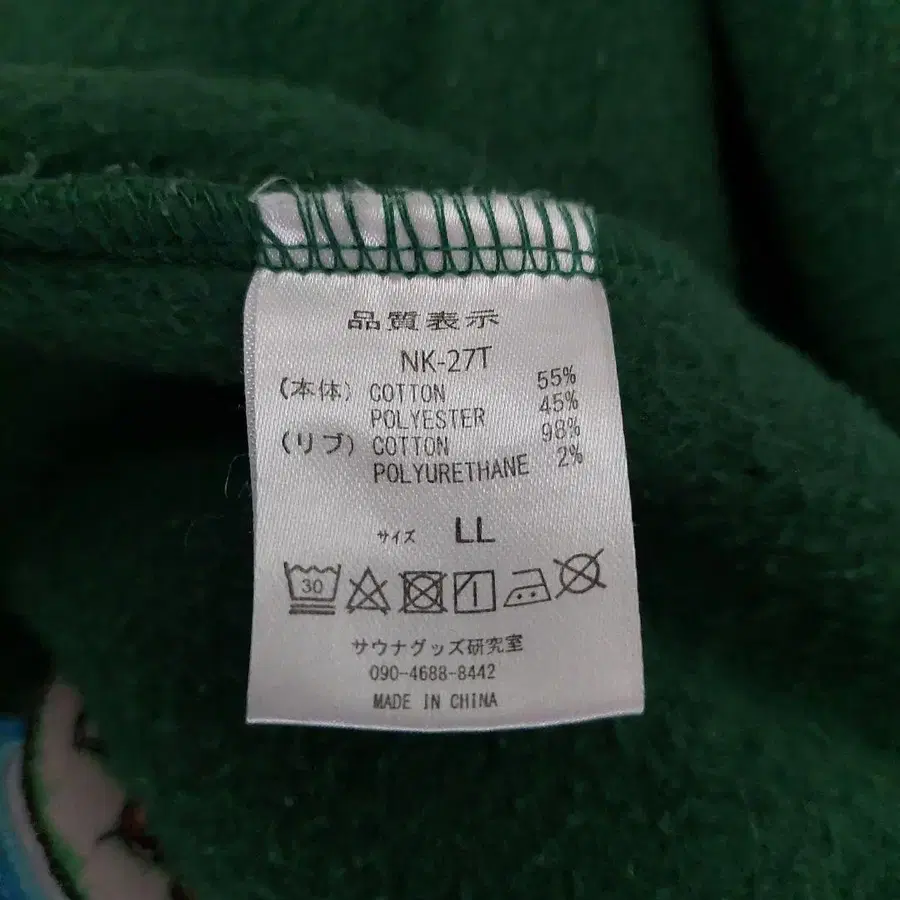 品質表示
NK-27T
(本体) COTTON 55%
POLYESTER 45%
(リブ) COTTON 98%
POLYURETHANE 2%
サイズ LL
30
サウナグッズ研究室
090-4688-8442
MADE IN CHINA